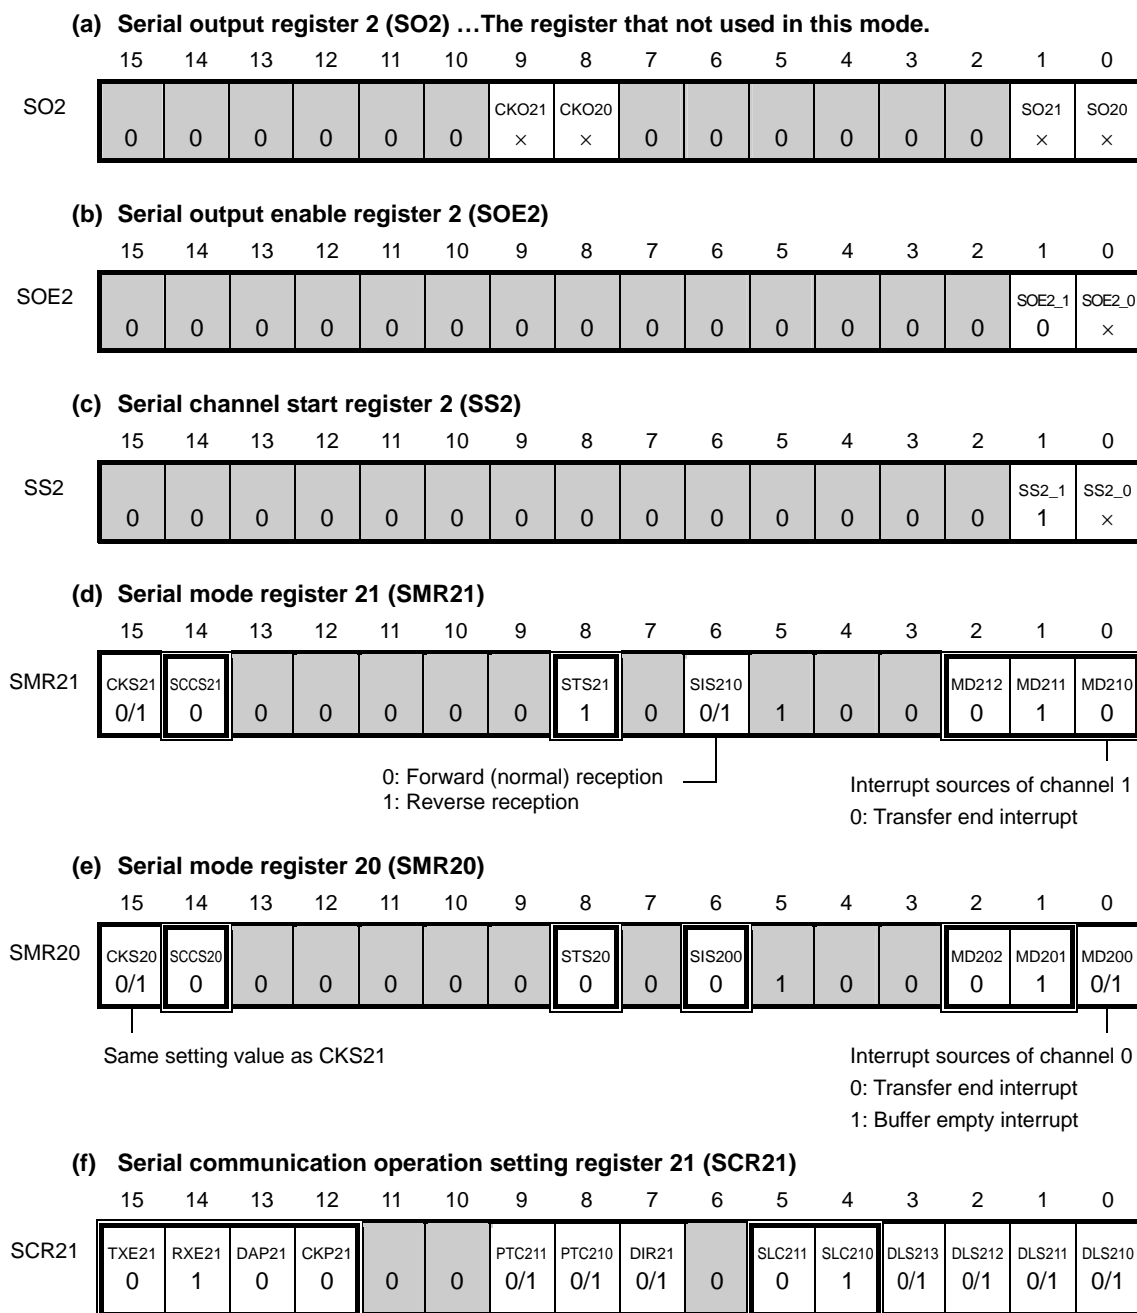 (a) Serial output register 2 (SO2) …The register that not used in this mode.
15 14 13 12 11 10 9 8 7 6 5 4 3 2 1 0
SO2
CKO21 CKO20 SO21 SO20
0 0 0 0 0 0 × × 0 0 0 0 0 0 × ×
(b) Serial output enable register 2 (SOE2)
15 14 13 12 11 10 9 8 7 6 5 4 3 2 1 0
SOE2
SOE2_1 SOE2_0
0 0 0 0 0 0 0 0 0 0 0 0 0 0 0 ×
(c) Serial channel start register 2 (SS2)
15 14 13 12 11 10 9 8 7 6 5 4 3 2 1 0
SS2
SS2_1 SS2_0
0 0 0 0 0 0 0 0 0 0 0 0 0 0 1 ×
(d) Serial mode register 21 (SMR21)
15 14 13 12 11 10 9 8 7 6 5 4 3 2 1 0
SMR21
CKS21 SCCS21 STS21 SIS210 MD212 MD211 MD210
0/1 0 0 0 0 0 0 1 0 0/1 1 0 0 0 1 0
0: Forward (normal) reception
1: Reverse reception
Interrupt sources of channel 1
0: Transfer end interrupt
(e) Serial mode register 20 (SMR20)
15 14 13 12 11 10 9 8 7 6 5 4 3 2 1 0
SMR20
CKS20 SCCS20 STS20 SIS200 MD202 MD201 MD200
0/1 0 0 0 0 0 0 0 0 0 1 0 0 0 1 0/1
Same setting value as CKS21
Interrupt sources of channel 0
0: Transfer end interrupt
1: Buffer empty interrupt
(f) Serial communication operation setting register 21 (SCR21)
15 14 13 12 11 10 9 8 7 6 5 4 3 2 1 0
SCR21
TXE21 RXE21 DAP21 CKP21 PTC211 PTC210 DIR21 SLC211 SLC210 DLS213 DLS212 DLS211 DLS210
0 1 0 0 0 0 0/1 0/1 0/1 0 0 1 0/1 0/1 0/1 0/1